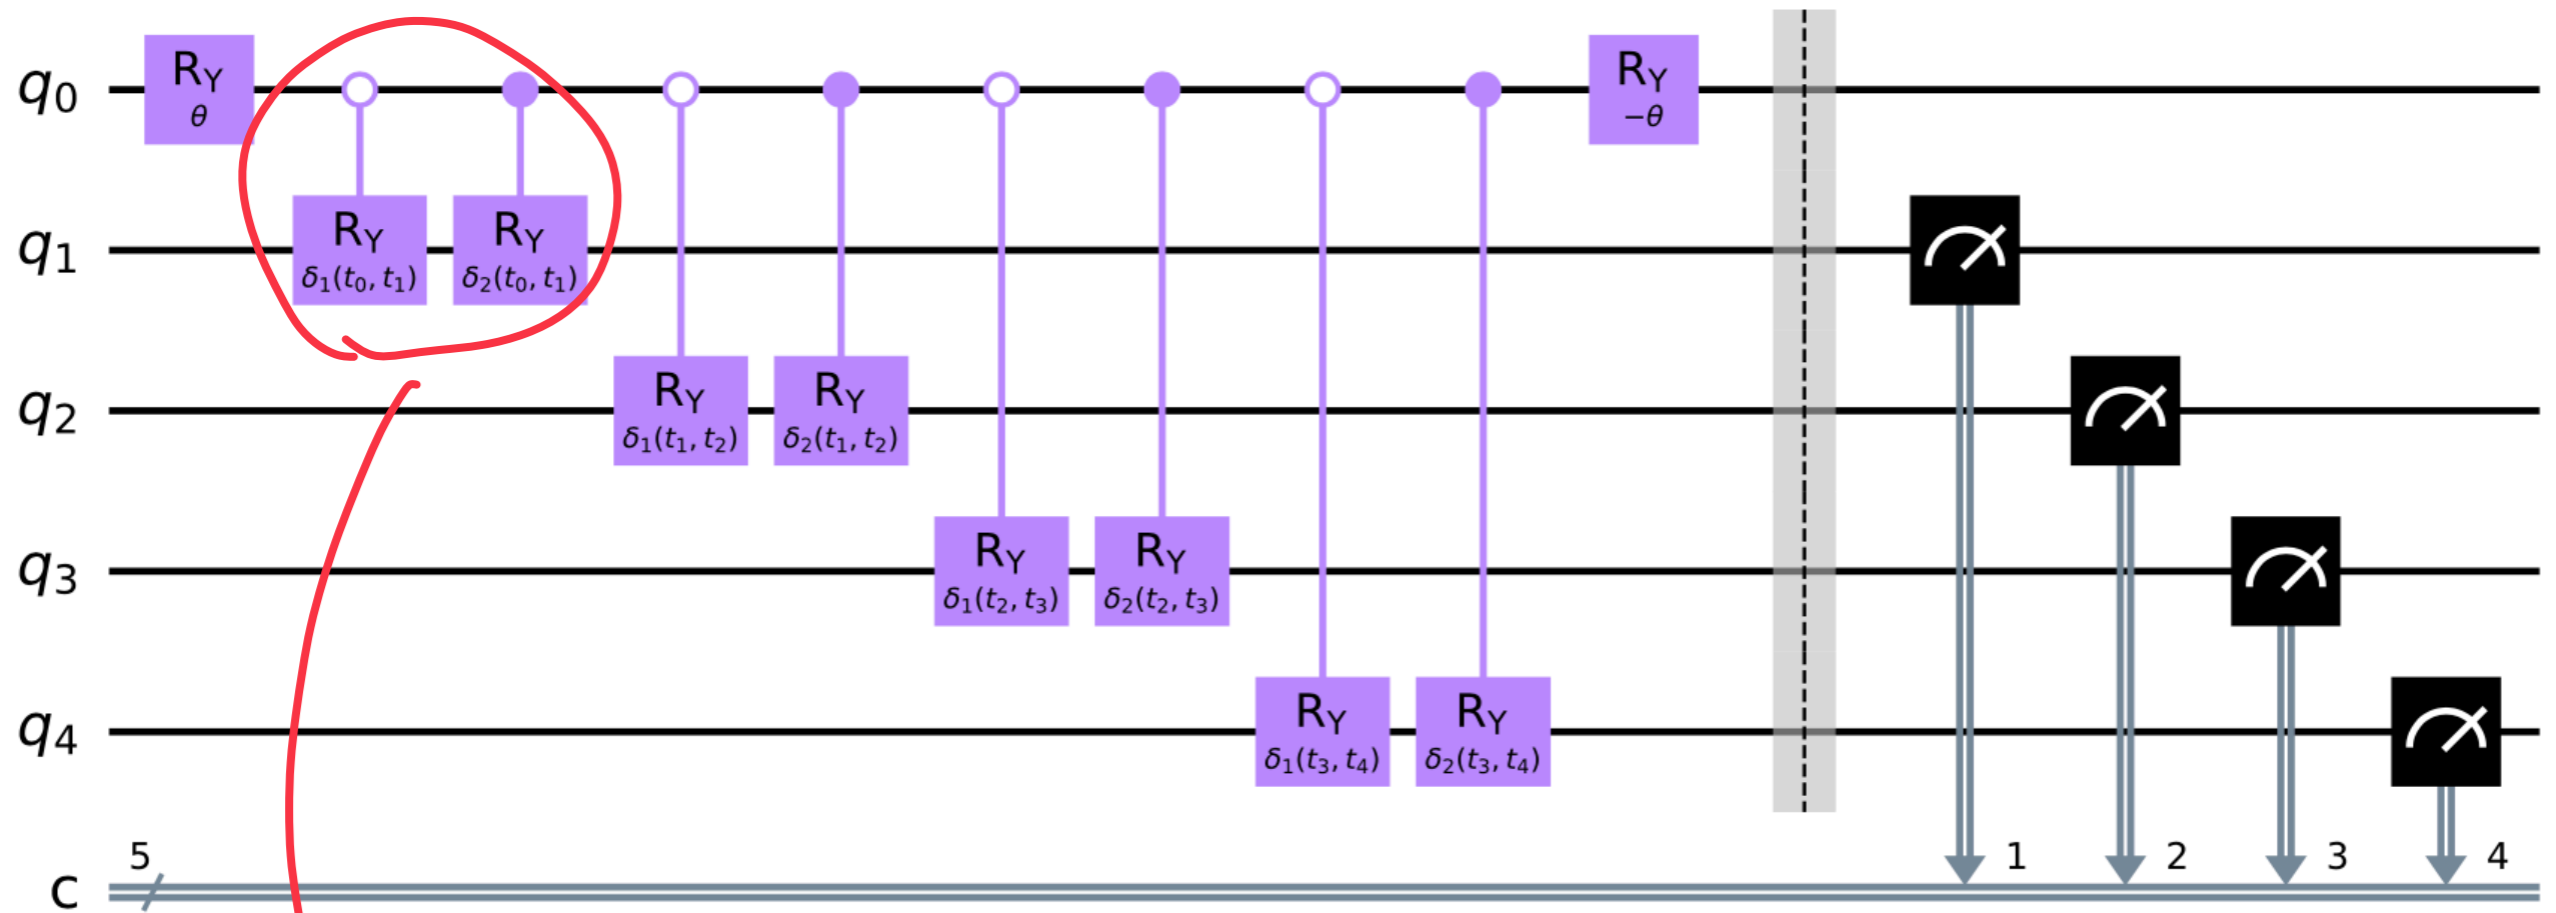 q₀ R_Y θ R_Y −θ
q₁ R_Y δ₁(t₀, t₁) R_Y δ₂(t₀, t₁)
q₂ R_Y δ₁(t₁, t₂) R_Y δ₂(t₁, t₂)
q₃ R_Y δ₁(t₂, t₃) R_Y δ₂(t₂, t₃)
q₄ R_Y δ₁(t₃, t₄) R_Y δ₂(t₃, t₄)
5 1 2 3 4
c